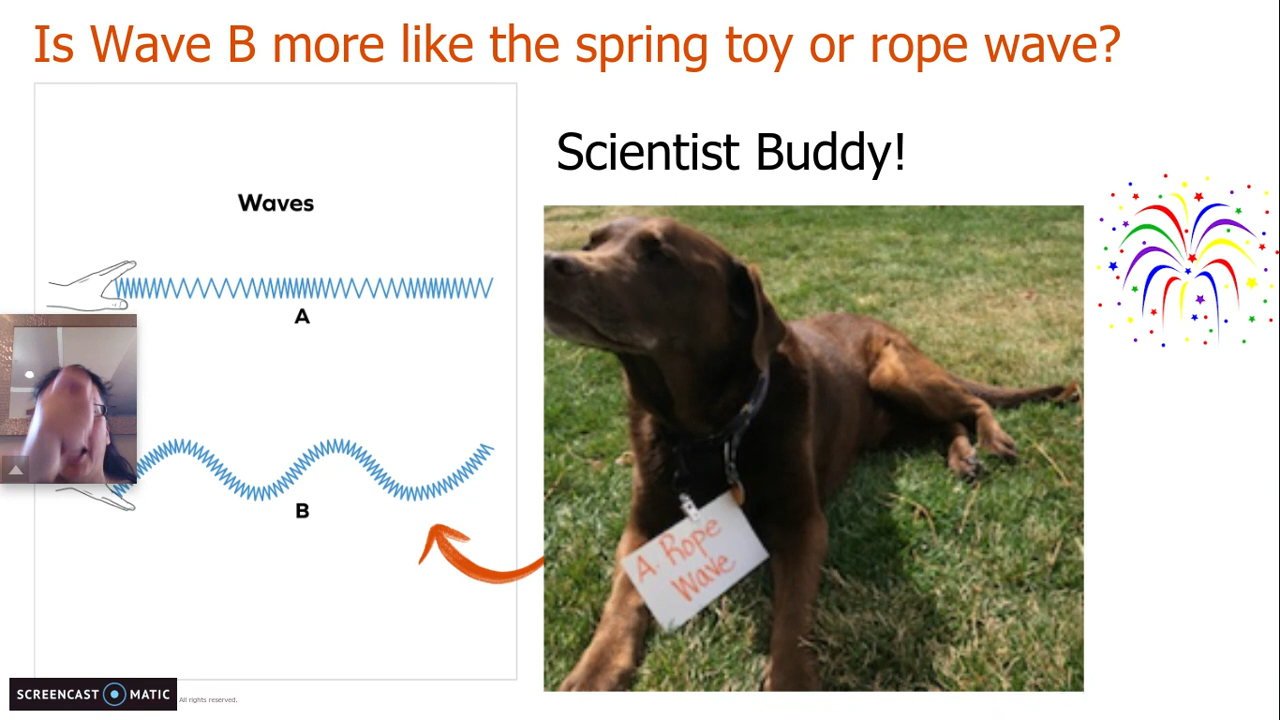 Is Wave B more like the spring toy or rope wave?
Scientist Buddy!
Waves
A
B
A. Rope
Wave
SCREENCAST MATIC
All rights reserved.